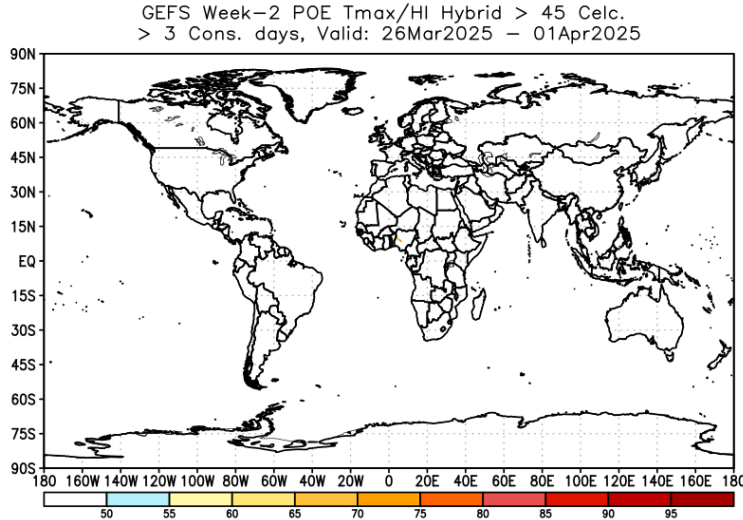 GEFS Week-2 POE Tmax/HI Hybrid > 45 Celc.
> 3 Cons. days, Valid: 26Mar2025 - 01Apr2025
90N
75N
60N
45N
30N
15N
EQ
15S
30S
45S
60S
75S
90S
180 160W 140W 120W 100W 80W 60W 40W 20W 0 20E 40E 60E 80E 100E 120E 140E 160E 180
50 55 60 65 70 75 80 85 90 95